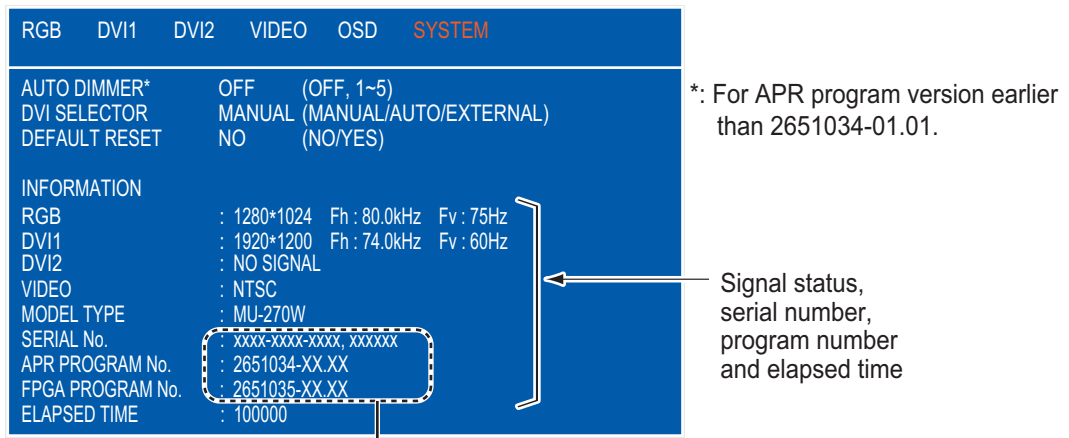 RGB DVI1 DVI2 VIDEO OSD SYSTEM
AUTO DIMMER* OFF (OFF, 1~5)
DVI SELECTOR MANUAL (MANUAL/AUTO/EXTERNAL)
DEFAULT RESET NO (NO/YES)
INFORMATION
RGB : 1280*1024 Fh : 80.0kHz Fv : 75Hz
DVI1 : 1920*1200 Fh : 74.0kHz Fv : 60Hz
DVI2 : NO SIGNAL
VIDEO : NTSC
MODEL TYPE : MU-270W
SERIAL No. : xxxx-xxxx-xxx, xxxxxx
APR PROGRAM No. : 2651034-XX.XX
FPGA PROGRAM No. : 2651035-XX.XX
ELAPSED TIME : 100000
*: For APR program version earlier
than 2651034-01.01.
Signal status,
serial number,
program number
and elapsed time